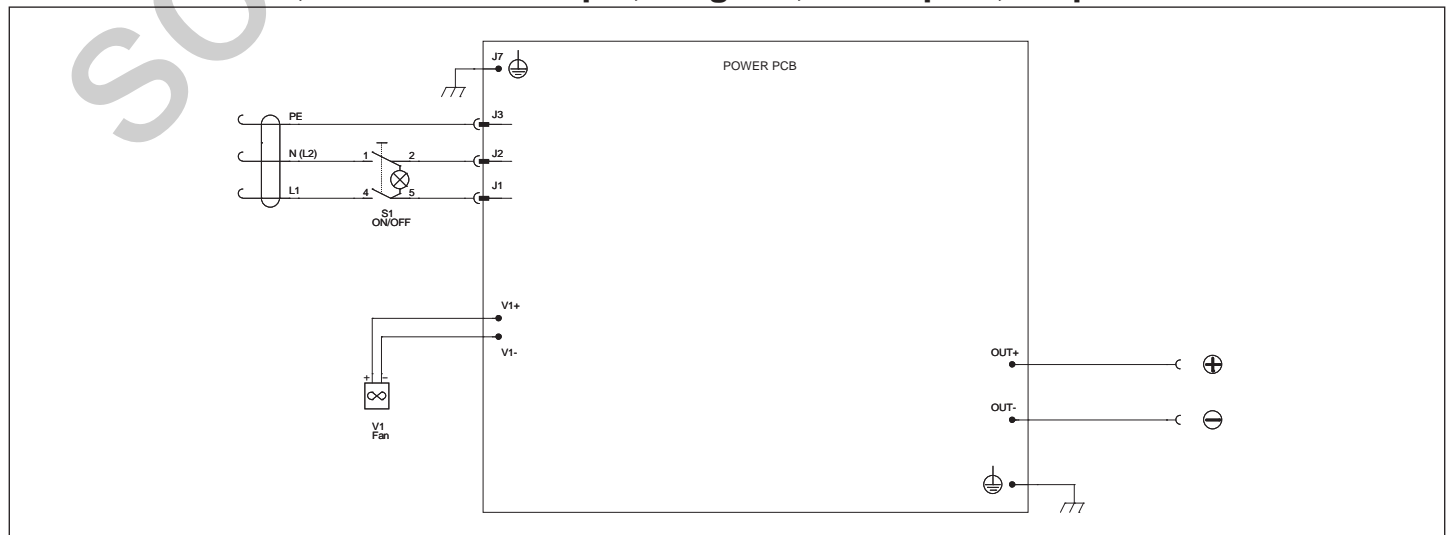 SO
J7
POWER PCB
PE
J3
N (L2)
1
2
J2
L1
4
5
J1
S1
ON/OFF
V1+
V1-
+
-
V1
Fan
OUT+
OUT-